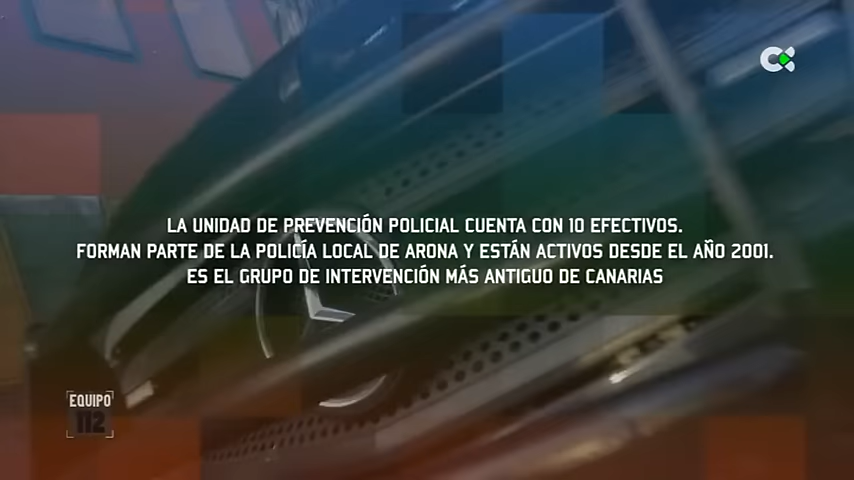 LA UNIDAD DE PREVENCIÓN POLICIAL CUENTA CON 10 EFECTIVOS.
FORMAN PARTE DE LA POLICÍA LOCAL DE ARONA Y ESTÁN ACTIVOS DESDE EL AÑO 2001.
ES EL GRUPO DE INTERVENCIÓN MÁS ANTIGUO DE CANARIAS
EQUIPO
112